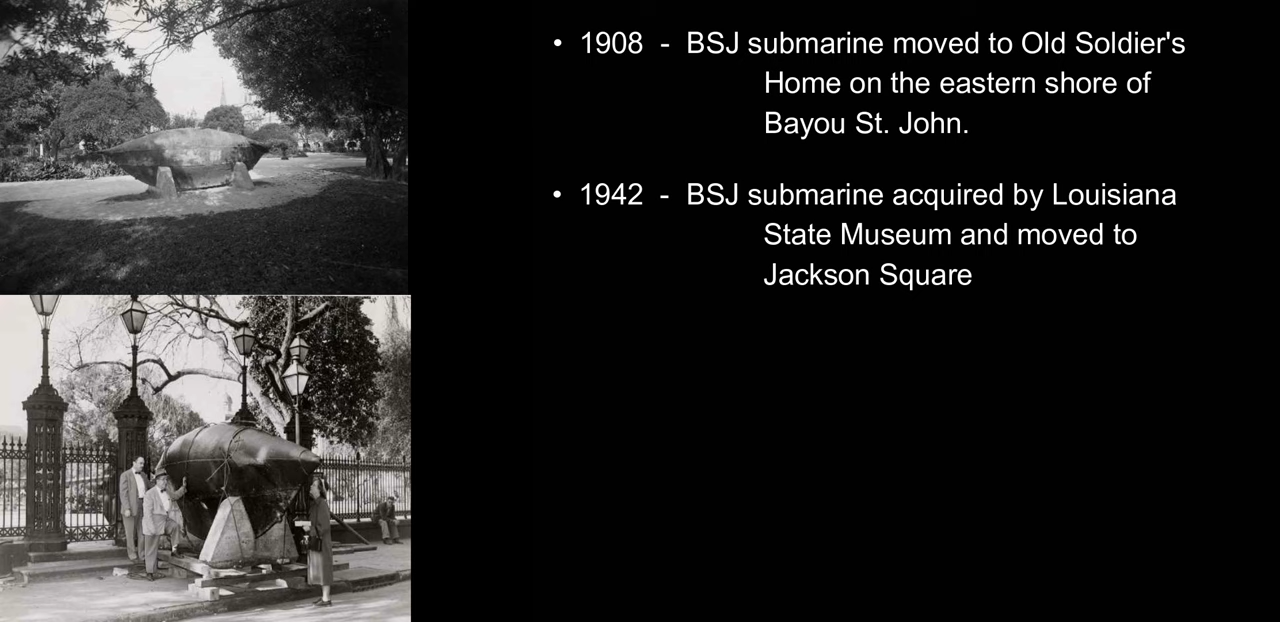 • 1908 - BSJ submarine moved to Old Soldier's
Home on the eastern shore of
Bayou St. John.
• 1942 - BSJ submarine acquired by Louisiana
State Museum and moved to
Jackson Square